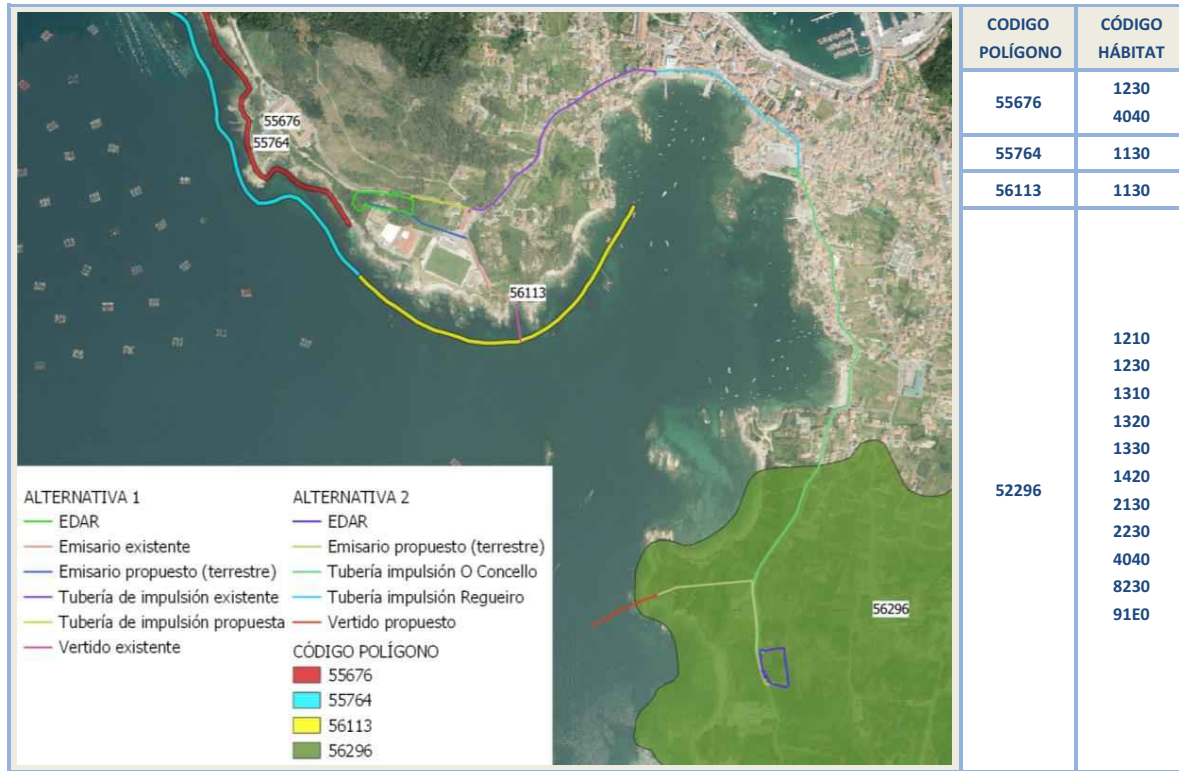 55676
55764
56113
56296
ALTERNATIVA 1
EDAR
Emisario existente
Emisario propuesto (terrestre)
Tubería de impulsión existente
Tubería de impulsión propuesta
Vertido existente
ALTERNATIVA 2
EDAR
Emisario propuesto (terrestre)
Tubería impulsión O Concello
Tubería impulsión Regueiro
Vertido propuesto
CÓDIGO POLÍGONO
55676
55764
56113
56296
CODIGO
POLÍGONO
CÓDIGO
HÁBITAT
55676
1230
4040
55764
1130
56113
1130
52296
1210
1230
1310
1320
1330
1420
2130
2230
4040
8230
91E0